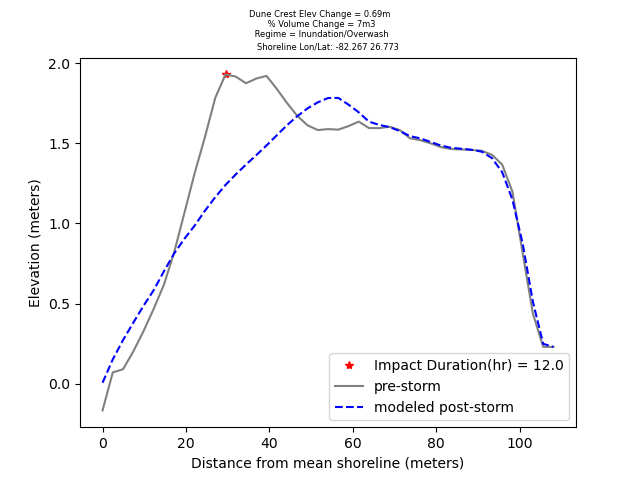 Dune Crest Elev Change = 0.69m
% Volume Change = 7m3
Regime = Inundation/Overwash
Shoreline Lon/Lat: -82.267 26.773
2.0
1.5
1.0
0.5
0.0
Elevation (meters)
Impact Duration(hr) = 12.0
pre-storm
modeled post-storm
0 20 40 60 80 100
Distance from mean shoreline (meters)